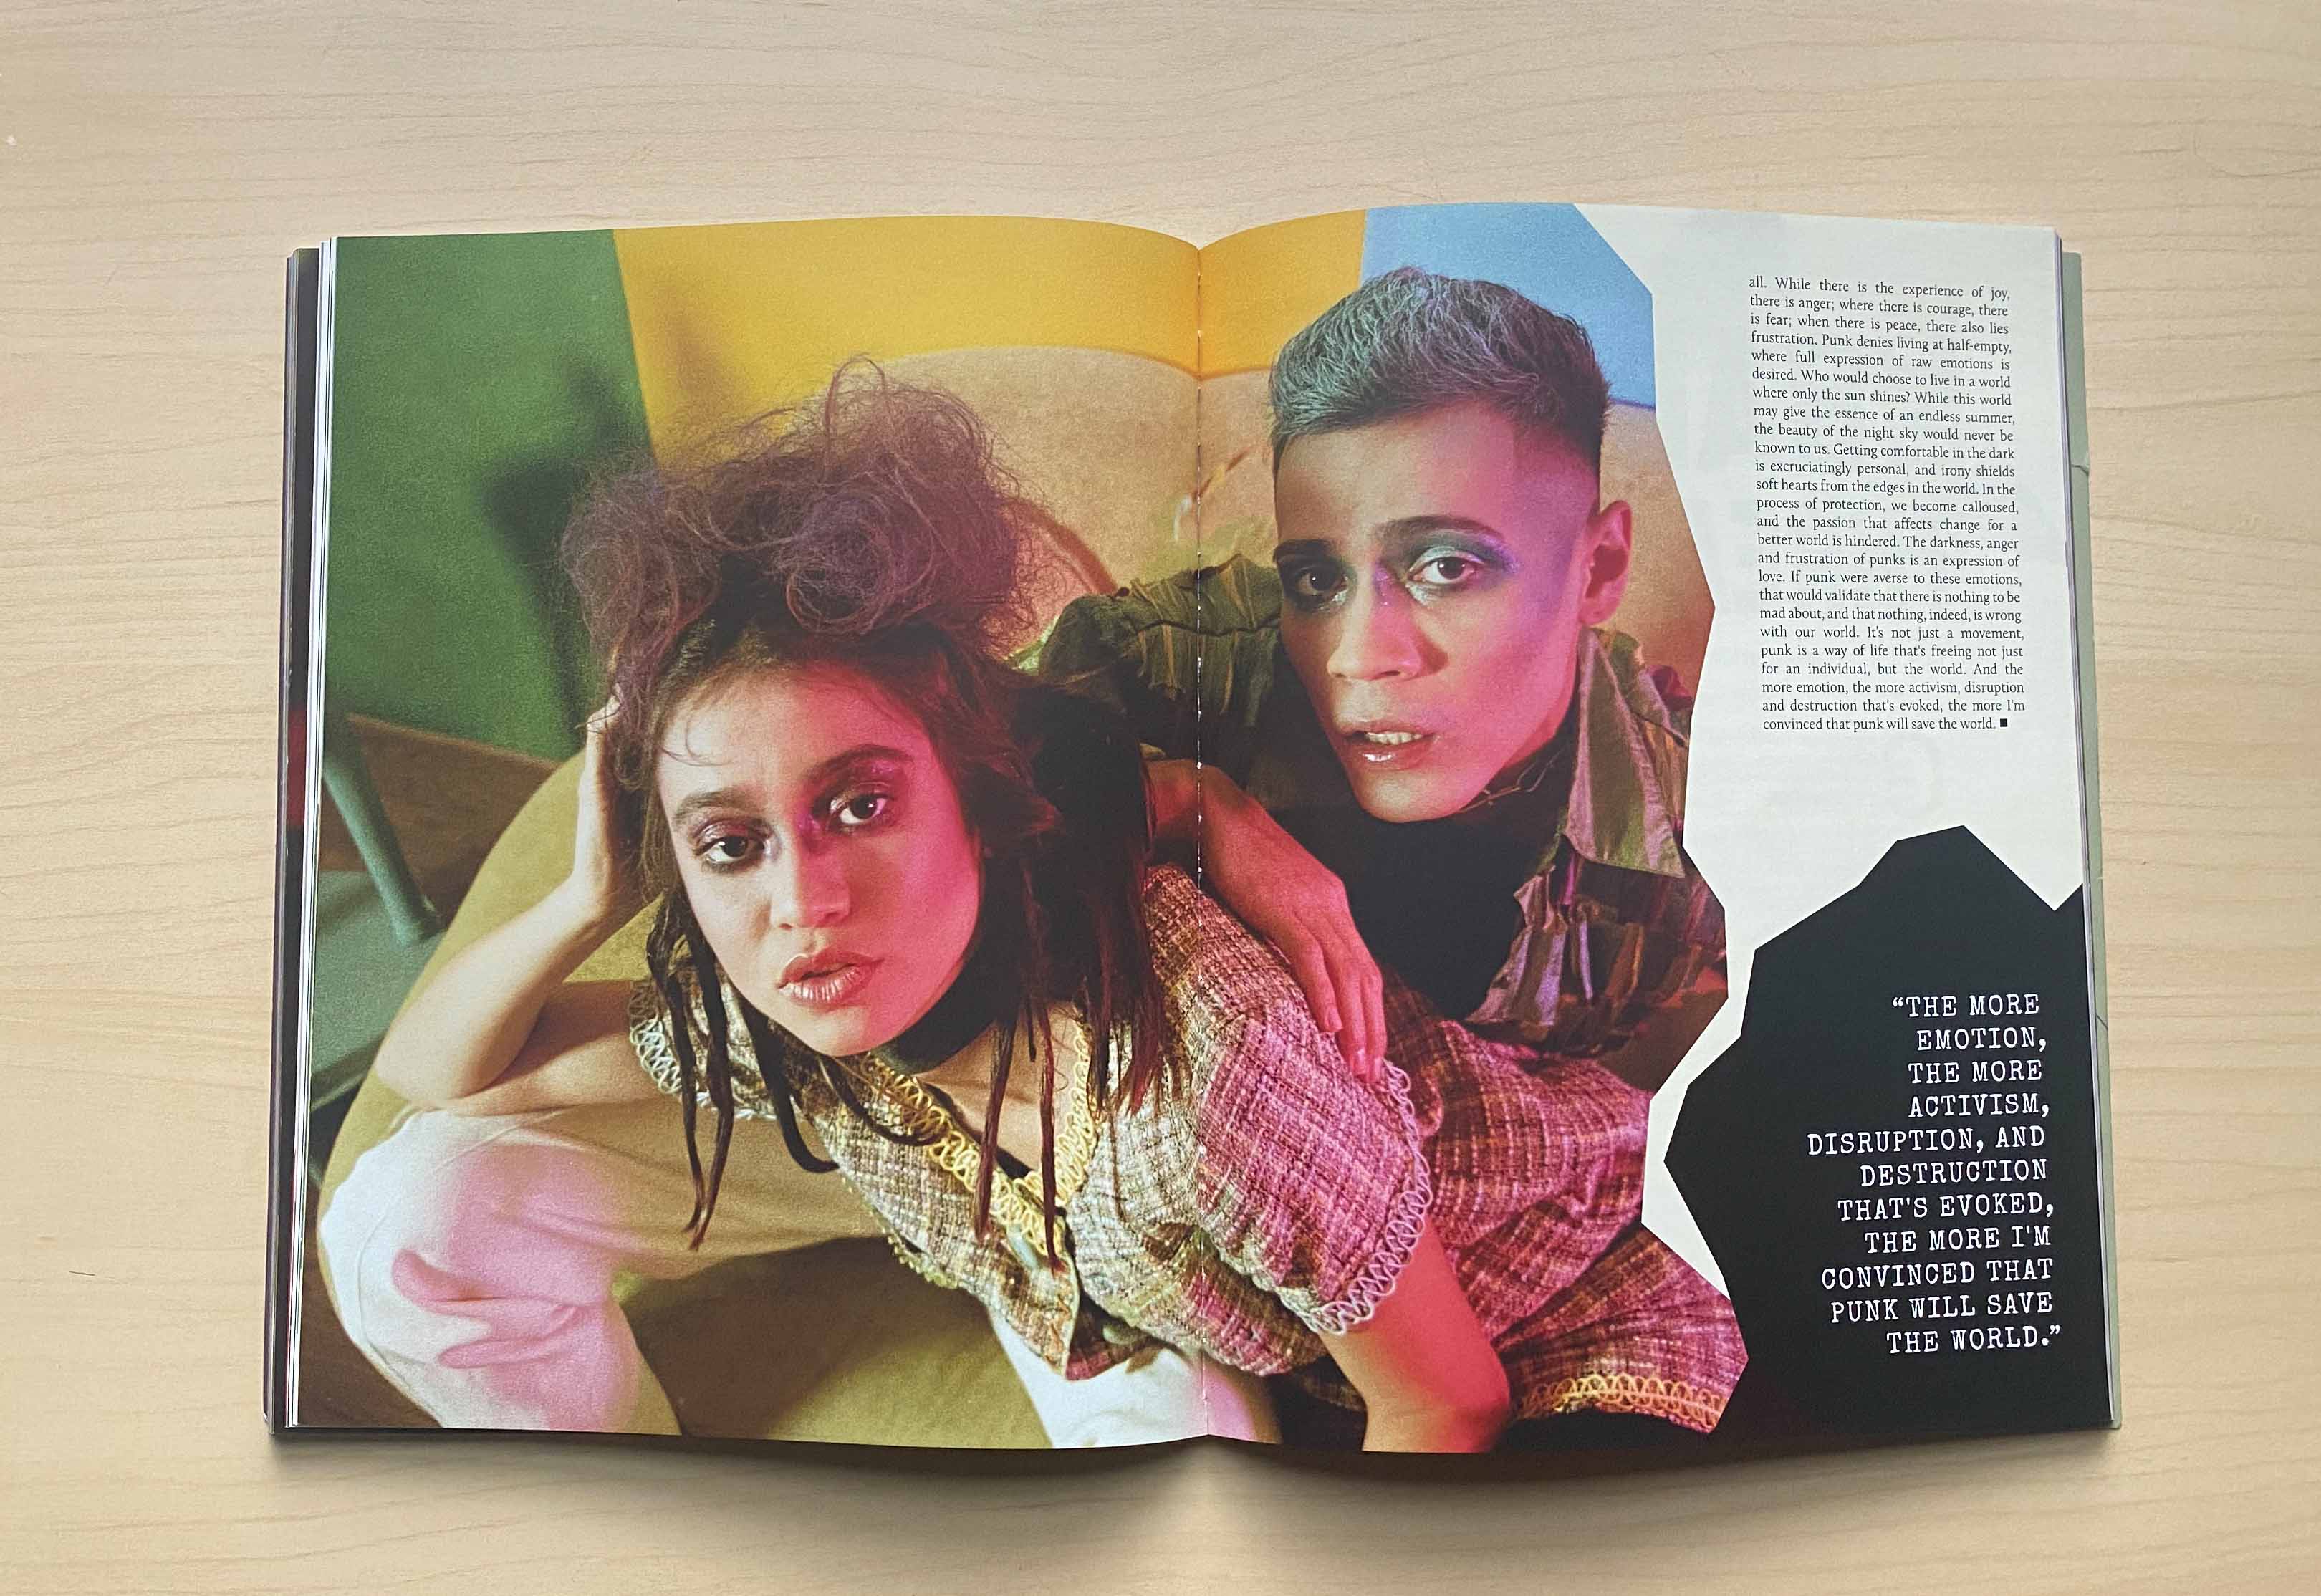 all. While there is the experience of joy,
there is anger; where there is courage, there
is fear; when there is peace, there also lies
frustration. Punk denies living at half-empty,
where full expression of raw emotions is
desired. Who would choose to live in a world
where only the sun shines? While this world
may give the essence of an endless summer,
the beauty of the night sky would never be
known to us. Getting comfortable in the dark
is excruciatingly personal, and irony shields
soft hearts from the edges in the world. In the
process of protection, we become calloused,
and the passion that affects change for a
better world is hindered. The darkness, anger
and frustration of punks is an expression of
love. If punk were averse to these emotions,
that would validate that there is nothing to be
mad about, and that nothing, indeed, is wrong
with our world. It's not just a movement,
punk is a way of life that's freeing not just
for an individual, but the world. And the
more emotion, the more activism, disruption
and destruction that's evoked, the more I'm
convinced that punk will save the world. ■
“THE MORE
EMOTION,
THE MORE
ACTIVISM,
DISRUPTION, AND
DESTRUCTION
THAT'S EVOKED,
THE MORE I'M
CONVINCED THAT
PUNK WILL SAVE
THE WORLD.”